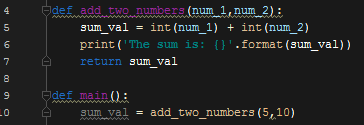 4 def add_two_numbers(num_1,num_2):
5     sum_val = int(num_1) + int(num_2)
6     print('The sum is: {}'.format(sum_val))
7     return sum_val
8
9 def main():
10     sum_val = add_two_numbers(5,10)